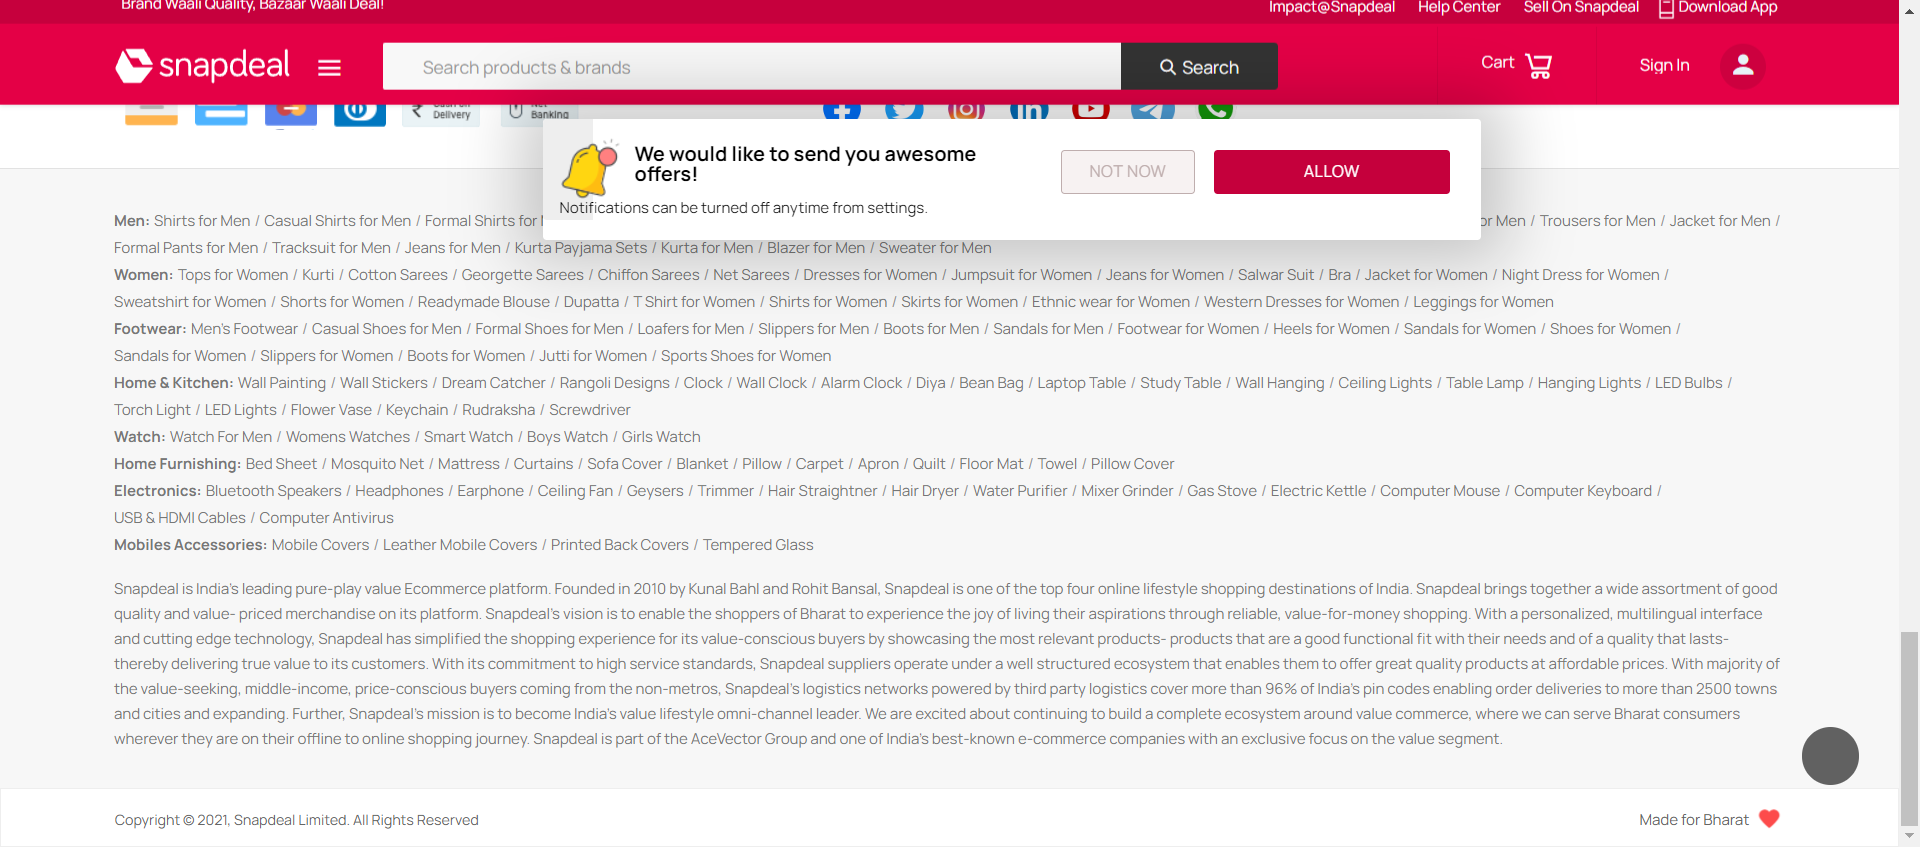 Brand Waali Quality, Bazaar Waali Deal!
Impact@Snapdeal Help Center Sell On Snapdeal Download App
snapdeal
Search products & brands
Search
Cart
Sign In
Cash on Delivery
Net Banking
We would like to send you awesome
offers!
Notifications can be turned off anytime from settings.
NOT NOW
ALLOW
Men: Shirts for Men / Casual Shirts for Men / Formal Shirts for Men / Trousers for Men / Jacket for Men /
Formal Pants for Men / Tracksuit for Men / Jeans for Men / Kurta Payjama Sets / Kurta for Men / Blazer for Men / Sweater for Men
Women: Tops for Women / Kurti / Cotton Sarees / Georgette Sarees / Chiffon Sarees / Net Sarees / Dresses for Women / Jumpsuit for Women / Jeans for Women / Salwar Suit / Bra / Jacket for Women / Night Dress for Women /
Sweatshirt for Women / Shorts for Women / Readymade Blouse / Dupatta / T Shirt for Women / Shirts for Women / Skirts for Women / Ethnic wear for Women / Western Dresses for Women / Leggings for Women
Footwear: Men's Footwear / Casual Shoes for Men / Formal Shoes for Men / Loafers for Men / Slippers for Men / Boots for Men / Sandals for Men / Footwear for Women / Heels for Women / Sandals for Women / Shoes for Women /
Sandals for Women / Slippers for Women / Boots for Women / Jutti for Women / Sports Shoes for Women
Home & Kitchen: Wall Painting / Wall Stickers / Dream Catcher / Rangoli Designs / Clock / Wall Clock / Alarm Clock / Diya / Bean Bag / Laptop Table / Study Table / Wall Hanging / Ceiling Lights / Table Lamp / Hanging Lights / LED Bulbs /
Torch Light / LED Lights / Flower Vase / Keychain / Rudraksha / Screwdriver
Watch: Watch For Men / Womens Watches / Smart Watch / Boys Watch / Girls Watch
Home Furnishing: Bed Sheet / Mosquito Net / Mattress / Curtains / Sofa Cover / Blanket / Pillow / Carpet / Apron / Quilt / Floor Mat / Towel / Pillow Cover
Electronics: Bluetooth Speakers / Headphones / Earphone / Ceiling Fan / Geysers / Trimmer / Hair Straightner / Hair Dryer / Water Purifier / Mixer Grinder / Gas Stove / Electric Kettle / Computer Mouse / Computer Keyboard /
USB & HDMI Cables / Computer Antivirus
Mobiles Accessories: Mobile Covers / Leather Mobile Covers / Printed Back Covers / Tempered Glass
Snapdeal is India's leading pure-play value Ecommerce platform. Founded in 2010 by Kunal Bahl and Rohit Bansal, Snapdeal is one of the top four online lifestyle shopping destinations of India. Snapdeal brings together a wide assortment of good
quality and value- priced merchandise on its platform. Snapdeal's vision is to enable the shoppers of Bharat to experience the joy of living their aspirations through reliable, value-for-money shopping. With a personalized, multilingual interface
and cutting edge technology, Snapdeal has simplified the shopping experience for its value-conscious buyers by showcasing the most relevant products- products that are a good functional fit with their needs and of a quality that lasts-
thereby delivering true value to its customers. With its commitment to high service standards, Snapdeal suppliers operate under a well structured ecosystem that enables them to offer great quality products at affordable prices. With majority of
the value-seeking, middle-income, price-conscious buyers coming from the non-metros, Snapdeal's logistics networks powered by third party logistics cover more than 96% of India's pin codes enabling order deliveries to more than 2500 towns
and cities and expanding. Further, Snapdeal's mission is to become India's value lifestyle omni-channel leader. We are excited about continuing to build a complete ecosystem around value commerce, where we can serve Bharat consumers
wherever they are on their offline to online shopping journey. Snapdeal is part of the AceVector Group and one of India's best-known e-commerce companies with an exclusive focus on the value segment.
Copyright © 2021, Snapdeal Limited. All Rights Reserved
Made for Bharat